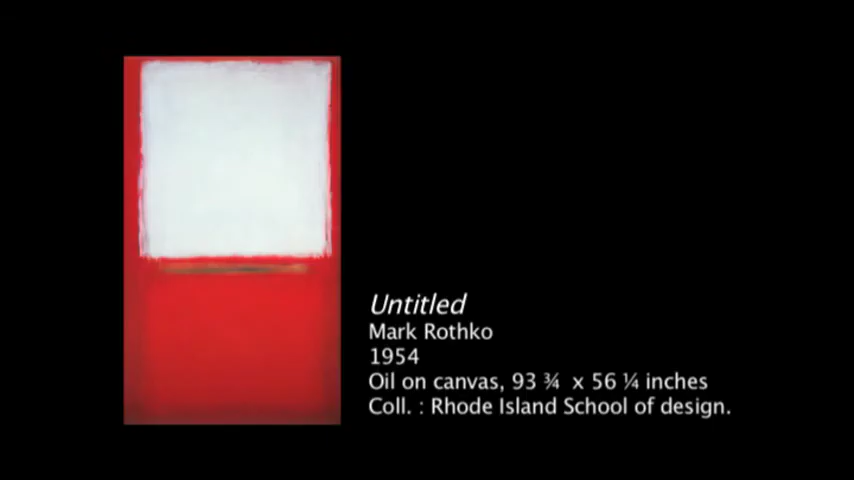 Untitled
Mark Rothko
1954
Oil on canvas, 93 ¾ x 56 ¼ inches
Coll. : Rhode Island School of design.